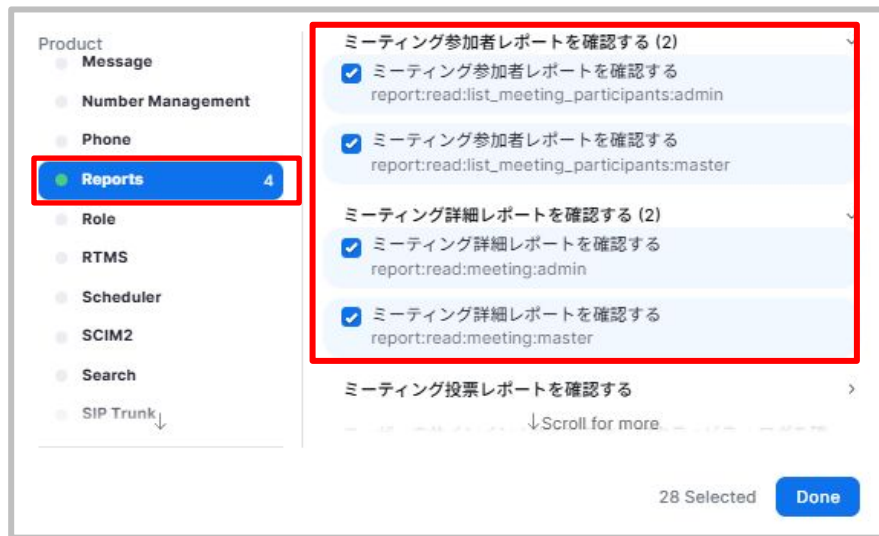 Product
Message
Number Management
Phone
Reports 4
Role
RTMS
Scheduler
SCIM2
Search
SIP Trunk
ミーティング参加者レポートを確認する (2)
ミーティング参加者レポートを確認する
report:read:list_meeting_participants:admin
ミーティング参加者レポートを確認する
report:read:list_meeting_participants:master
ミーティング詳細レポートを確認する (2)
ミーティング詳細レポートを確認する
report:read:meeting:admin
ミーティング詳細レポートを確認する
report:read:meeting:master
ミーティング投票レポートを確認する
↓Scroll for more
28 Selected
Done